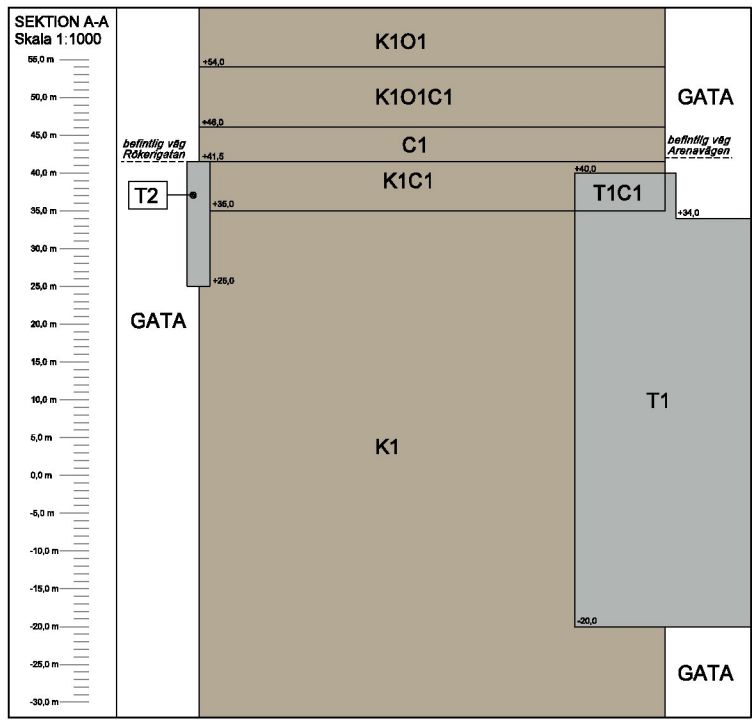 SEKTION A-A
Skala 1:1000
55,0 m
50,0 m
45,0 m
40,0 m
35,0 m
30,0 m
25,0 m
20,0 m
15,0 m
10,0 m
5,0 m
0,0 m
-5,0 m
-10,0 m
-15,0 m
-20,0 m
-25,0 m
-30,0 m
K1O1
+54,0
K1O1C1
GATA
+46,0
befintlig väg
Rökerigatan
C1
befintlig väg
Arenavägen
+41,5
K1C1
+40,0
T2
T1C1
+35,0
+34,0
+25,0
GATA
T1
K1
-20,0
GATA